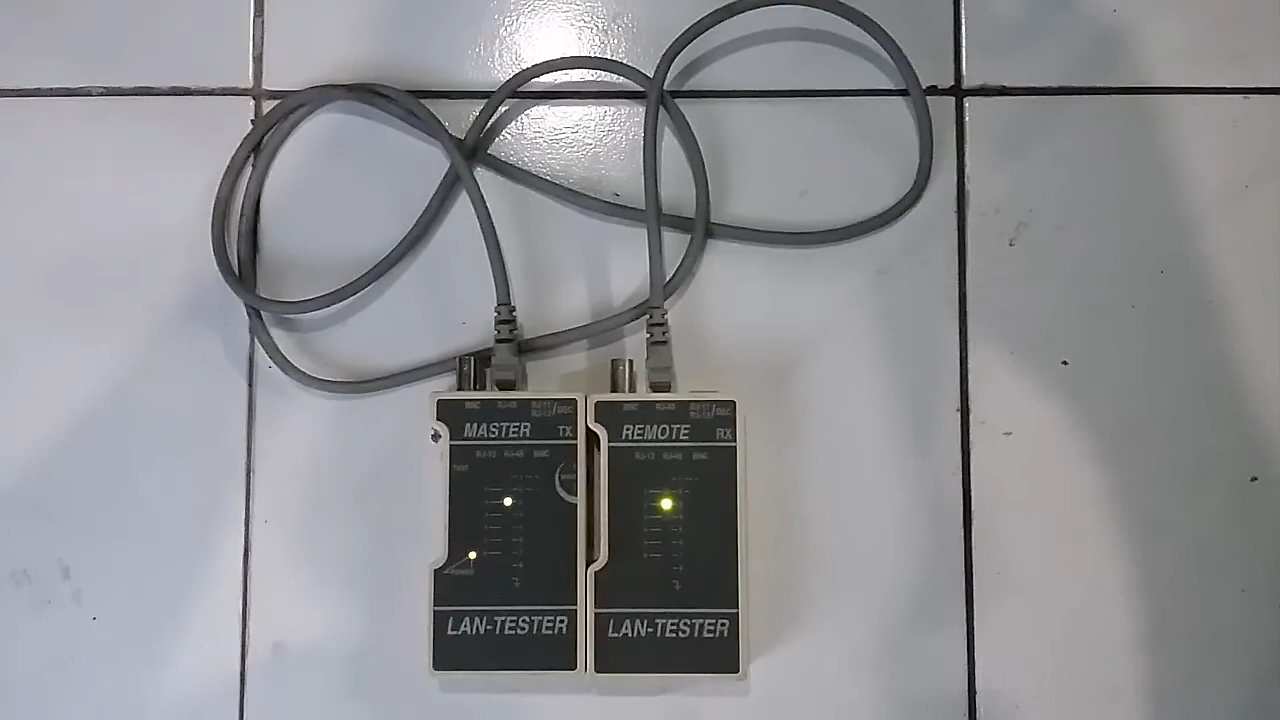 BNC RJ-45 RJ-11/ RJ-12 BSC
MASTER TX
RJ-12 RJ-45 BNC
TEST
LAN-TESTER
BNC RJ-45 RJ-11/ RJ-12 BSC
REMOTE RX
RJ-12 RJ-45 BNC
LAN-TESTER